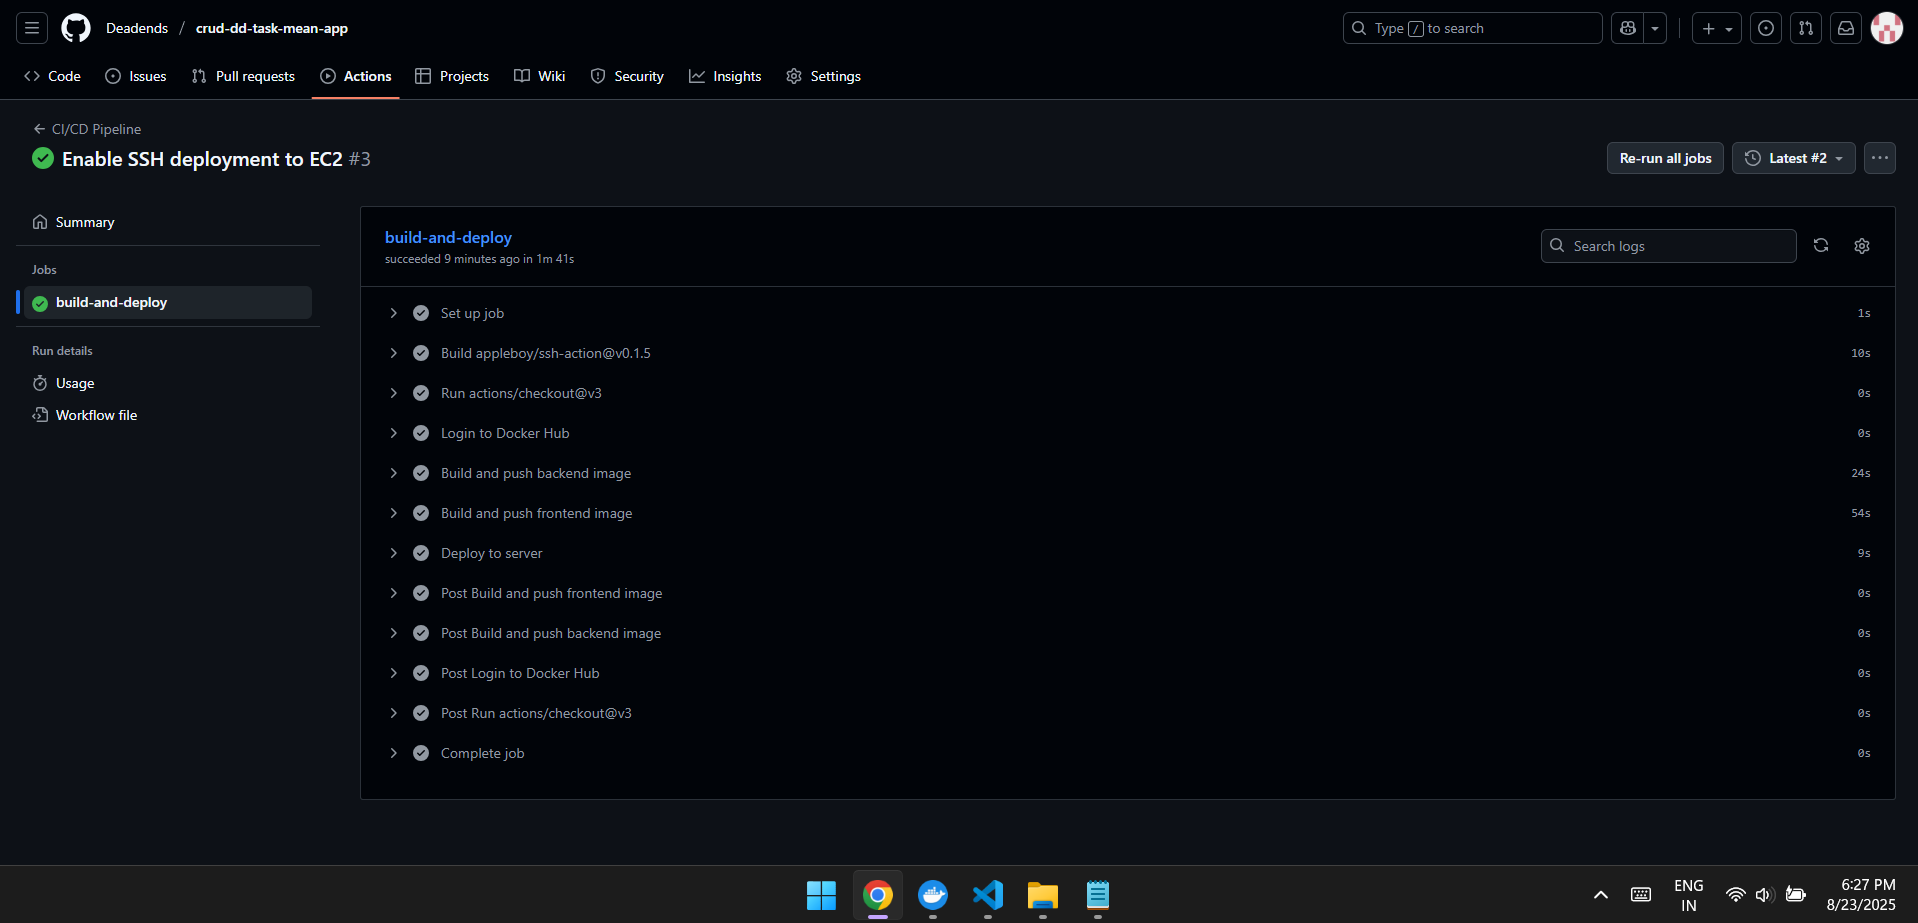 Deadends / crud-dd-task-mean-app
Type / to search
Code
Issues
Pull requests
Actions
Projects
Wiki
Security
Insights
Settings
CI/CD Pipeline
Enable SSH deployment to EC2 #3
Re-run all jobs
Latest #2
Summary
Jobs
build-and-deploy
Run details
Usage
Workflow file
build-and-deploy
succeeded 9 minutes ago in 1m 41s
Search logs
Set up job 1s
Build appleboy/ssh-action@v0.1.5 10s
Run actions/checkout@v3 0s
Login to Docker Hub 0s
Build and push backend image 24s
Build and push frontend image 54s
Deploy to server 9s
Post Build and push frontend image 0s
Post Build and push backend image 0s
Post Login to Docker Hub 0s
Post Run actions/checkout@v3 0s
Complete job 0s
ENG
IN
6:27 PM
8/23/2025